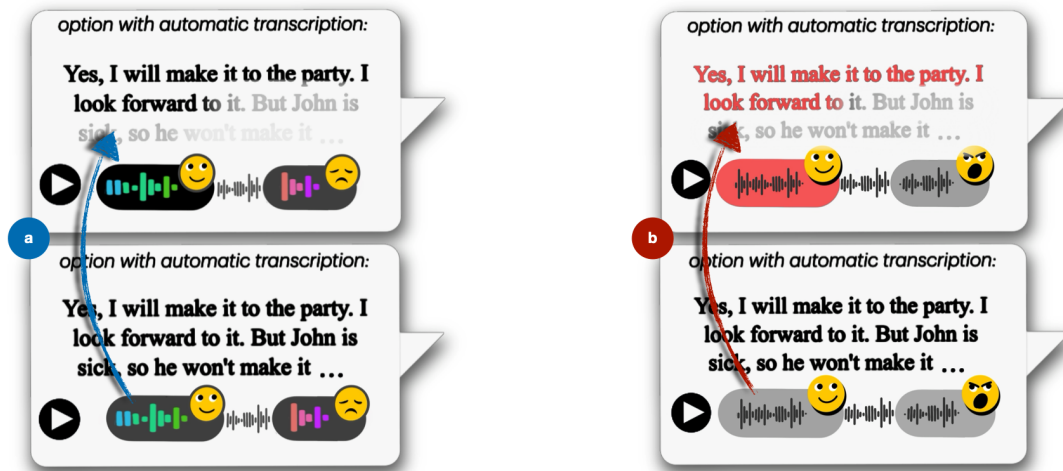 option with automatic transcription:
Yes, I will make it to the party. I
look forward to it. But John is
sick, so he won't make it ...
a
option with automatic transcription:
Yes, I will make it to the party. I
look forward to it. But John is
sick, so he won't make it ...
option with automatic transcription:
Yes, I will make it to the party. I
look forward to it. But John is
sick, so he won't make it ...
b
option with automatic transcription:
Yes, I will make it to the party. I
look forward to it. But John is
sick, so he won't make it ...